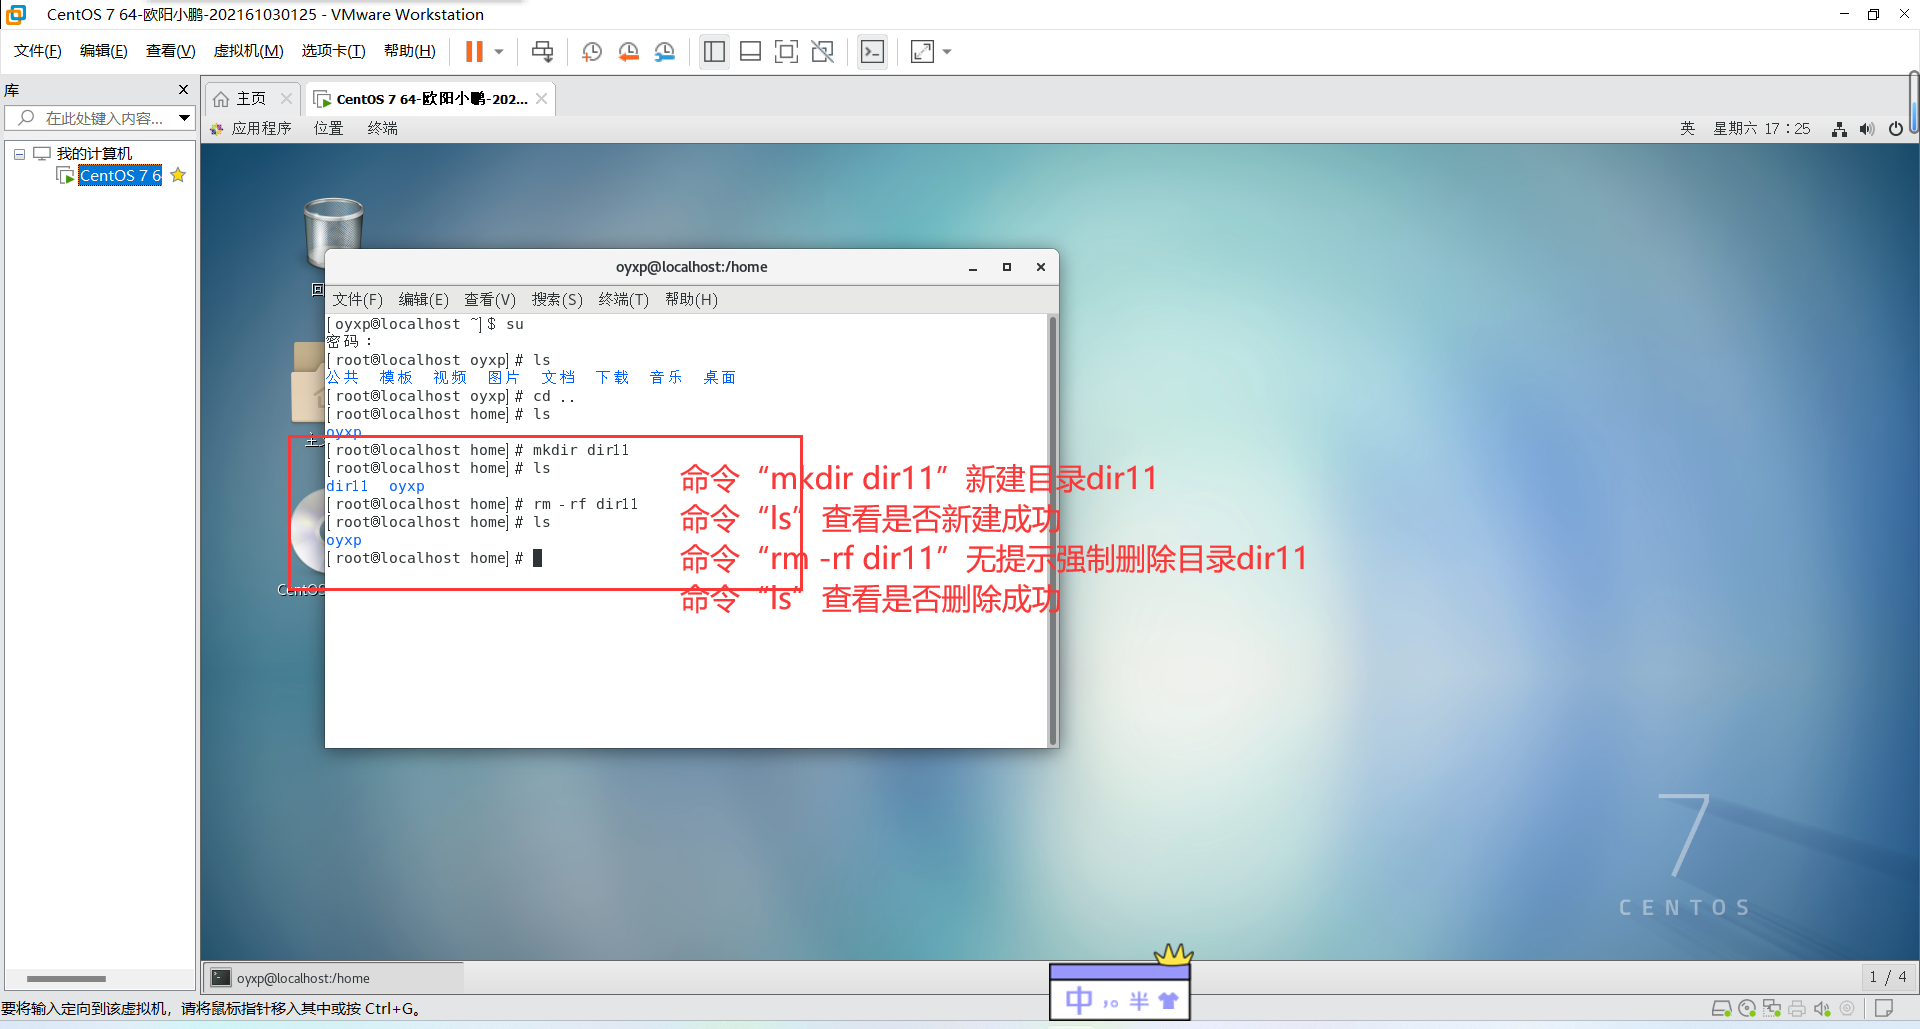 CentOS 7 64-欧阳小鹏-202161030125 - VMware Workstation
文件(F) 编辑(E) 查看(V) 虚拟机(M) 选项卡(T) 帮助(H)
库
在此处键入内容...
我的计算机
CentOS 7 6
主页
CentOS 7 64-欧阳小鹏-202...
应用程序 位置 终端
英 星期六 17：25
回
主
CentOS
oyxp@localhost:/home
文件(F) 编辑(E) 查看(V) 搜索(S) 终端(T) 帮助(H)
[oyxp@localhost ~]$ su
密码：
[root@localhost oyxp]# ls
公共 模板 视频 图片 文档 下载 音乐 桌面
[root@localhost oyxp]# cd ..
[root@localhost home]# ls
oyxp
[root@localhost home]# mkdir dir11
[root@localhost home]# ls
dir11 oyxp
[root@localhost home]# rm -rf dir11
[root@localhost home]# ls
oyxp
[root@localhost home]#
命令“mkdir dir11”新建目录dir11
命令“ls”查看是否新建成功
命令“rm -rf dir11”无提示强制删除目录dir11
命令“ls”查看是否删除成功
7
CENTOS
oyxp@localhost:/home
1 / 4
中 ，。半
要将输入定向到该虚拟机，请将鼠标指针移入其中或按 Ctrl+G。